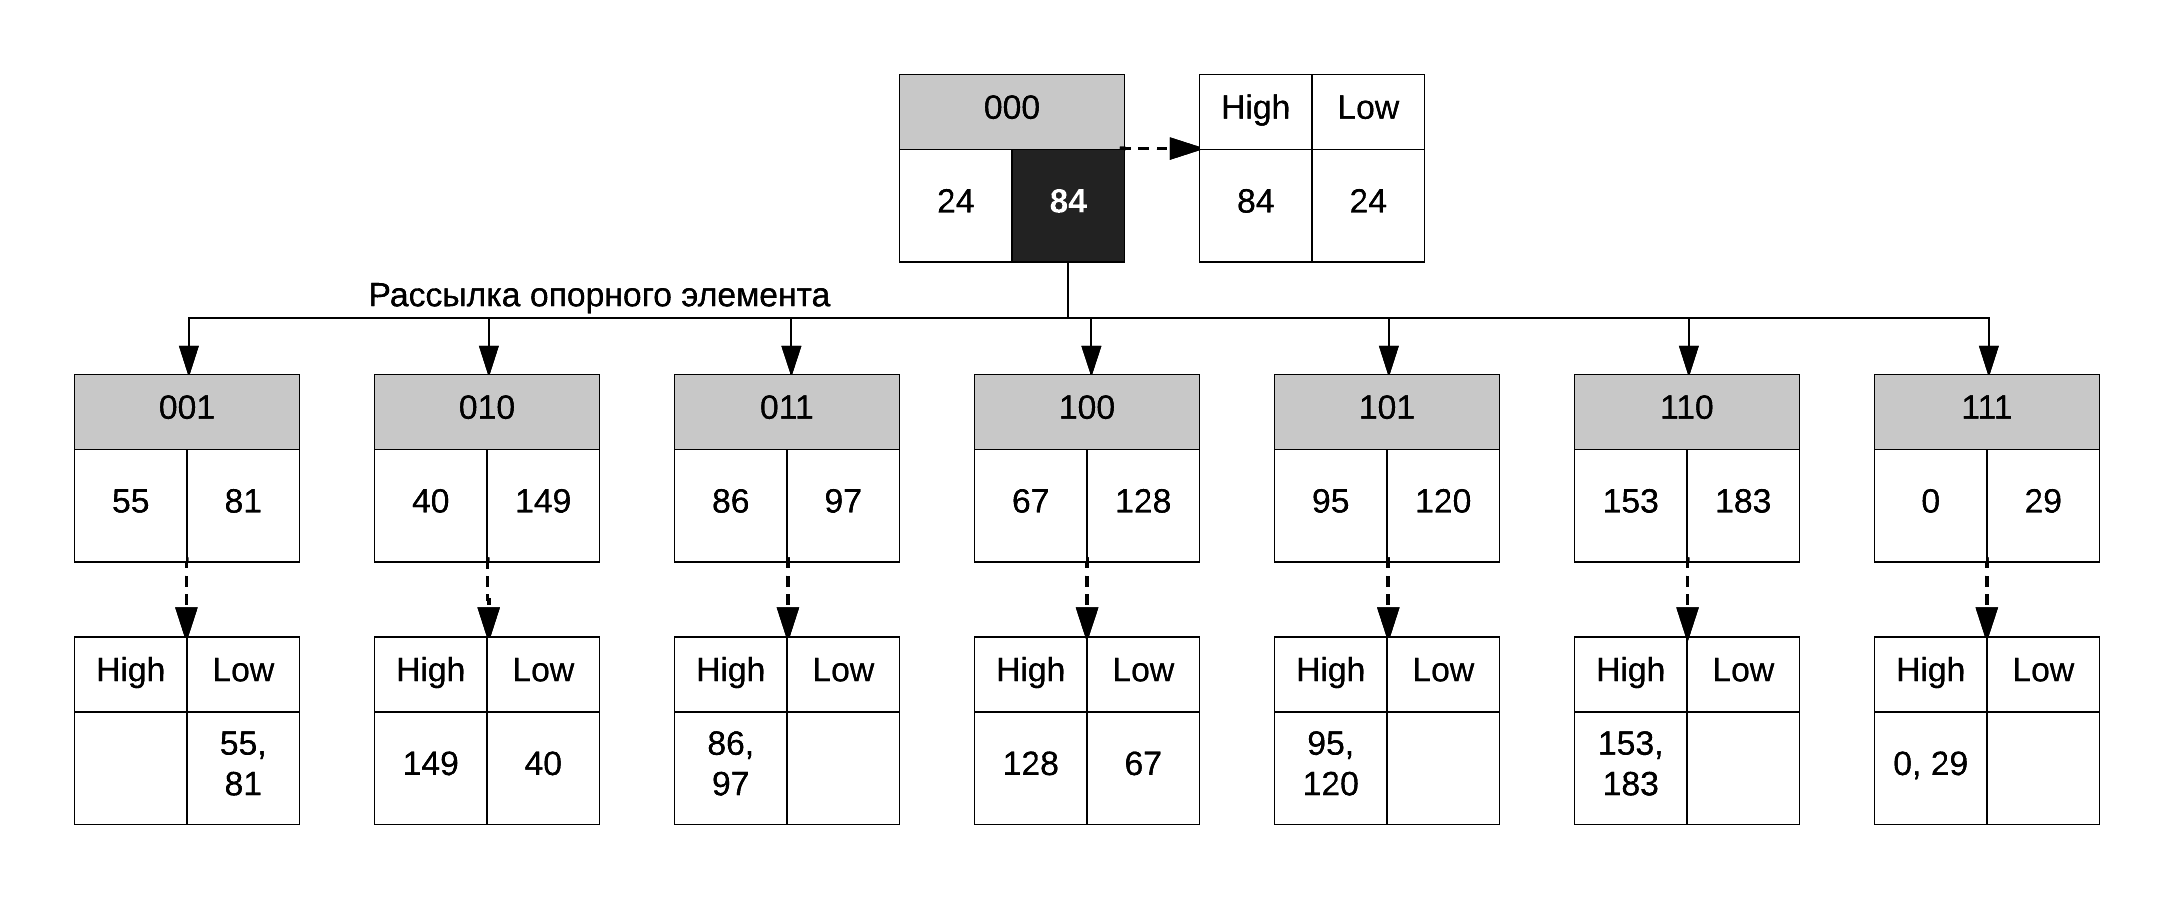 000 High Low
24 84 84 24
Рассылка опорного элемента
001 010 011 100 101 110 111
55 81 40 149 86 97 67 128 95 120 153 183 0 29
High Low High Low High Low High Low High Low High Low High Low
55,
81
149 40
86,
97
128 67
95,
120
153,
183
0, 29